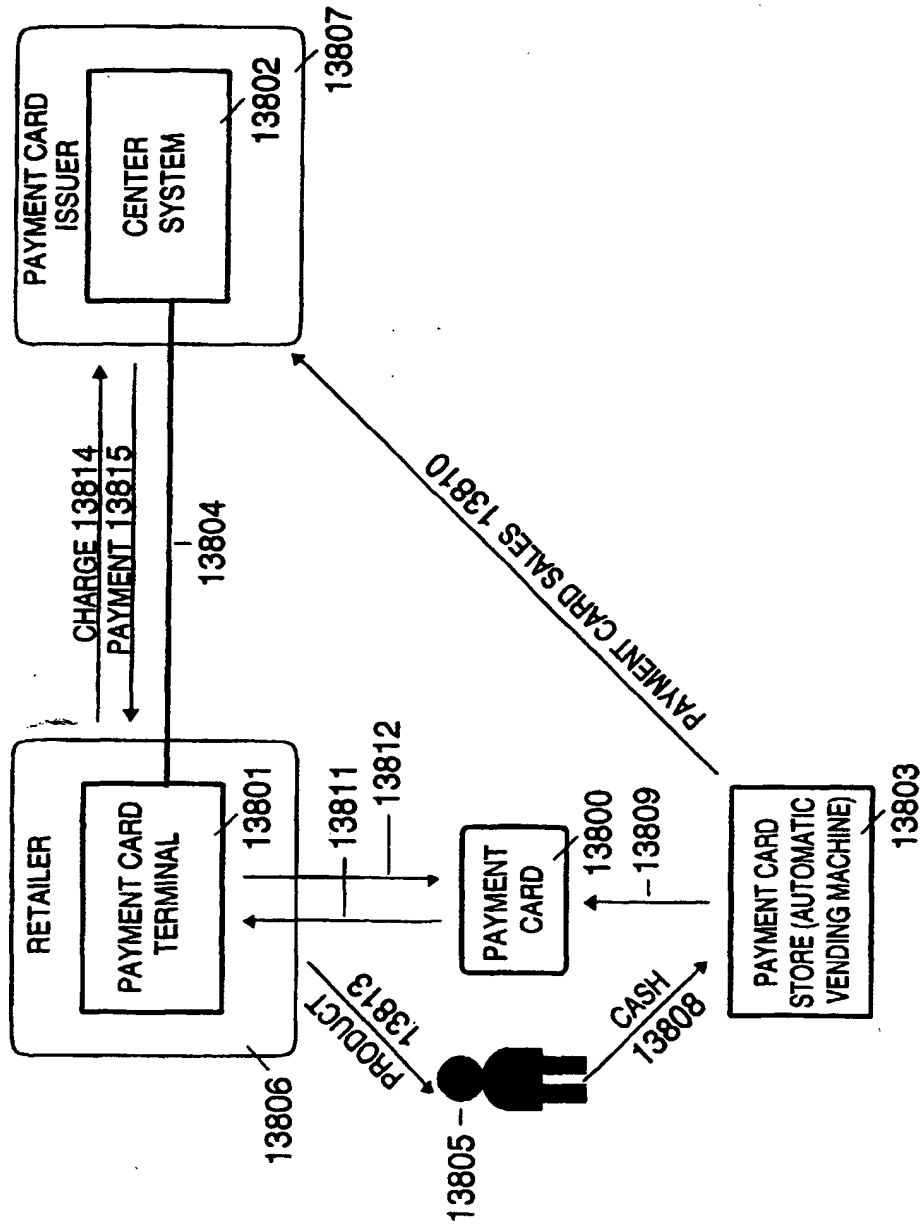 RETAILER
PAYMENT CARD
TERMINAL
13801
13806
CHARGE 13814
PAYMENT 13815
13804
PAYMENT CARD
ISSUER
CENTER
SYSTEM
13802
13807
13811
13812
PRODUCT
13813
13805
PAYMENT
CARD
13800
13809
CASH
13808
PAYMENT CARD SALES 13810
PAYMENT CARD
STORE (AUTOMATIC
VENDING MACHINE)
13803